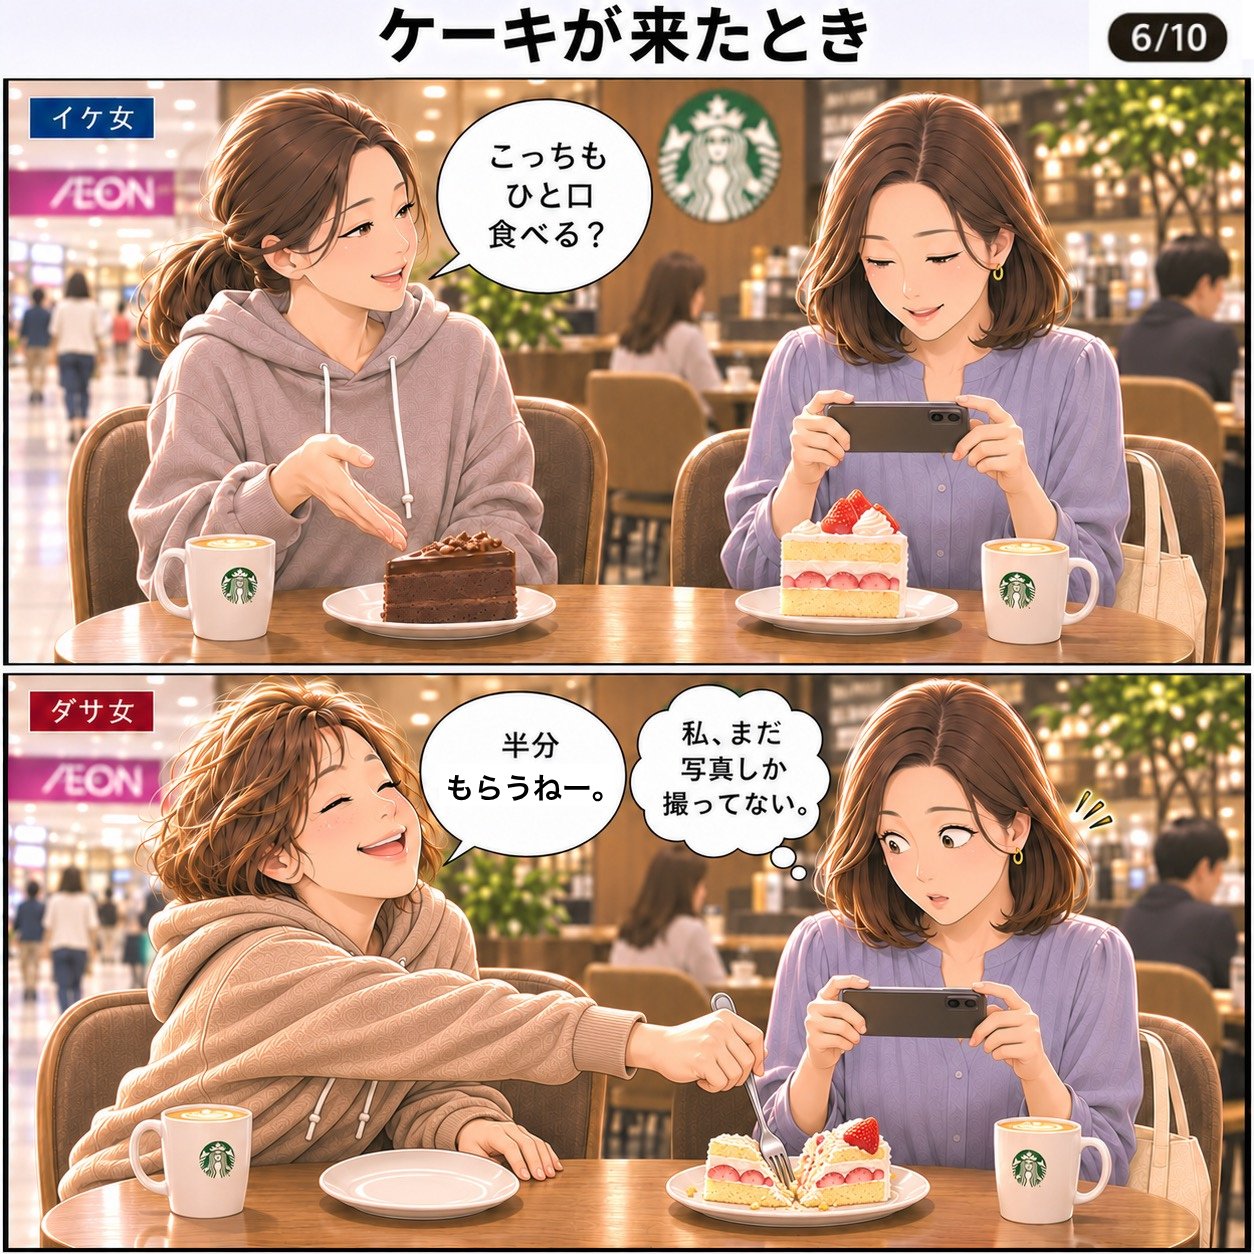 ケーキが来たとき
6/10
イケ女
AEON
こっちも
ひと口
食べる?
ダサ女
AEON
半分
もらうねー。
私、まだ
写真しか
撮ってない。